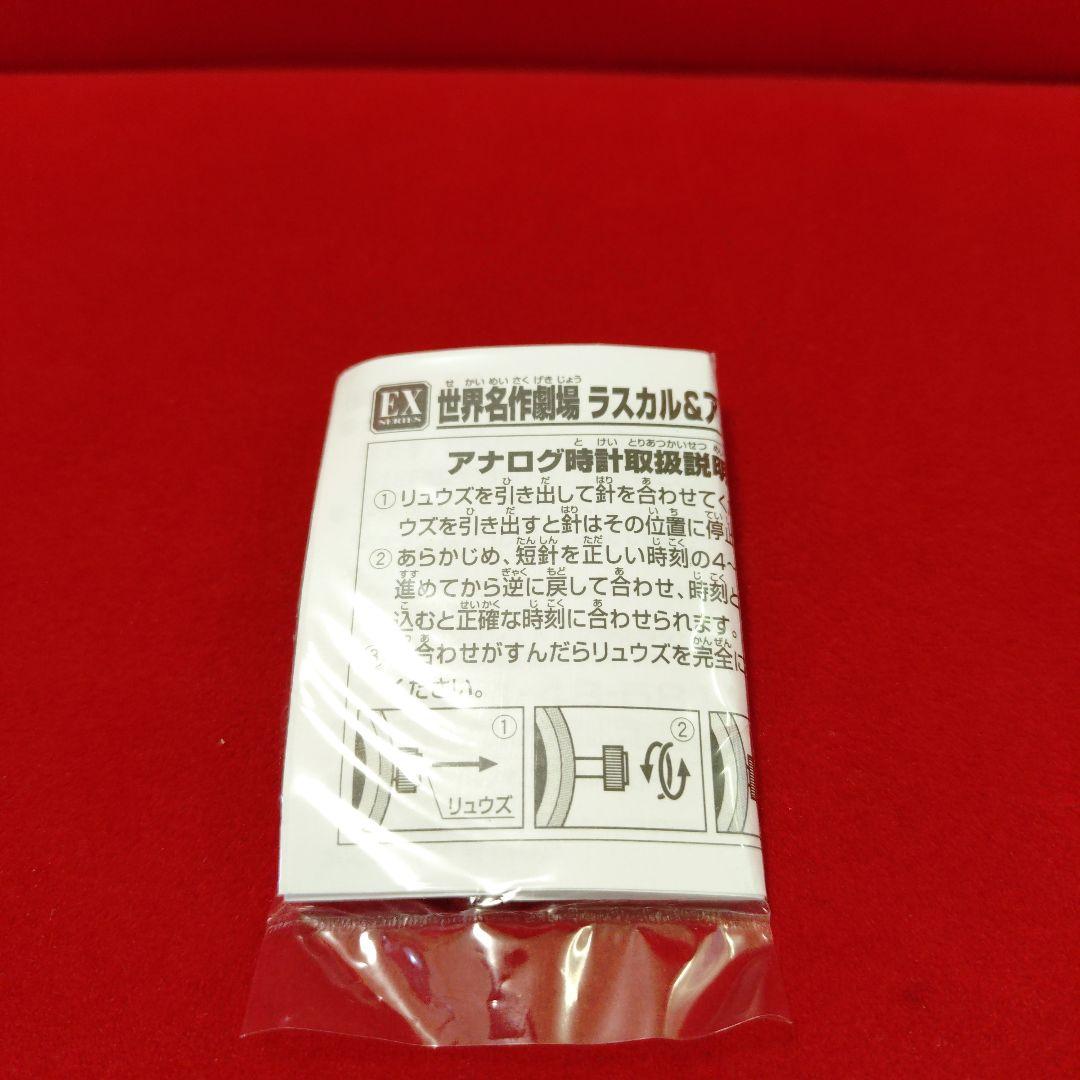 EX
SERIES
せ かい めい さく げき じょう
世界名作劇場 ラスカル&ア
と けい とりあつかいせつ
アナログ時計取扱説明
ひ だ はり あ
①リュウズを引き出して針を合わせてく
ひ だ はり い ち てい
ウズを引き出すと針はその位置に停止
たんしん ただ じ こく
②あらかじめ、短針を正しい時刻の4〜
すす ぎゃく もど あ じ こく
進めてから逆に戻して合わせ、時刻と
こ せいかく じ こく あ
込むと正確な時刻に合わせられます。
あ かんぜん
合わせがすんだらリュウズを完全に
ください。
①
リュウズ
②